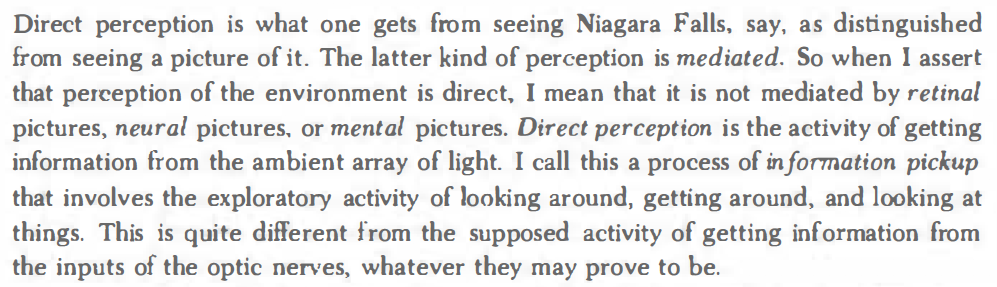 Direct perception is what one gets from seeing Niagara Falls, say, as distinguished
from seeing a picture of it. The latter kind of perception is mediated. So when I assert
that perception of the environment is direct, I mean that it is not mediated by retinal
pictures, neural pictures, or mental pictures. Direct perception is the activity of getting
information from the ambient array of light. I call this a process of information pickup
that involves the exploratory activity of looking around, getting around, and looking at
things. This is quite different from the supposed activity of getting information from
the inputs of the optic nerves, whatever they may prove to be.